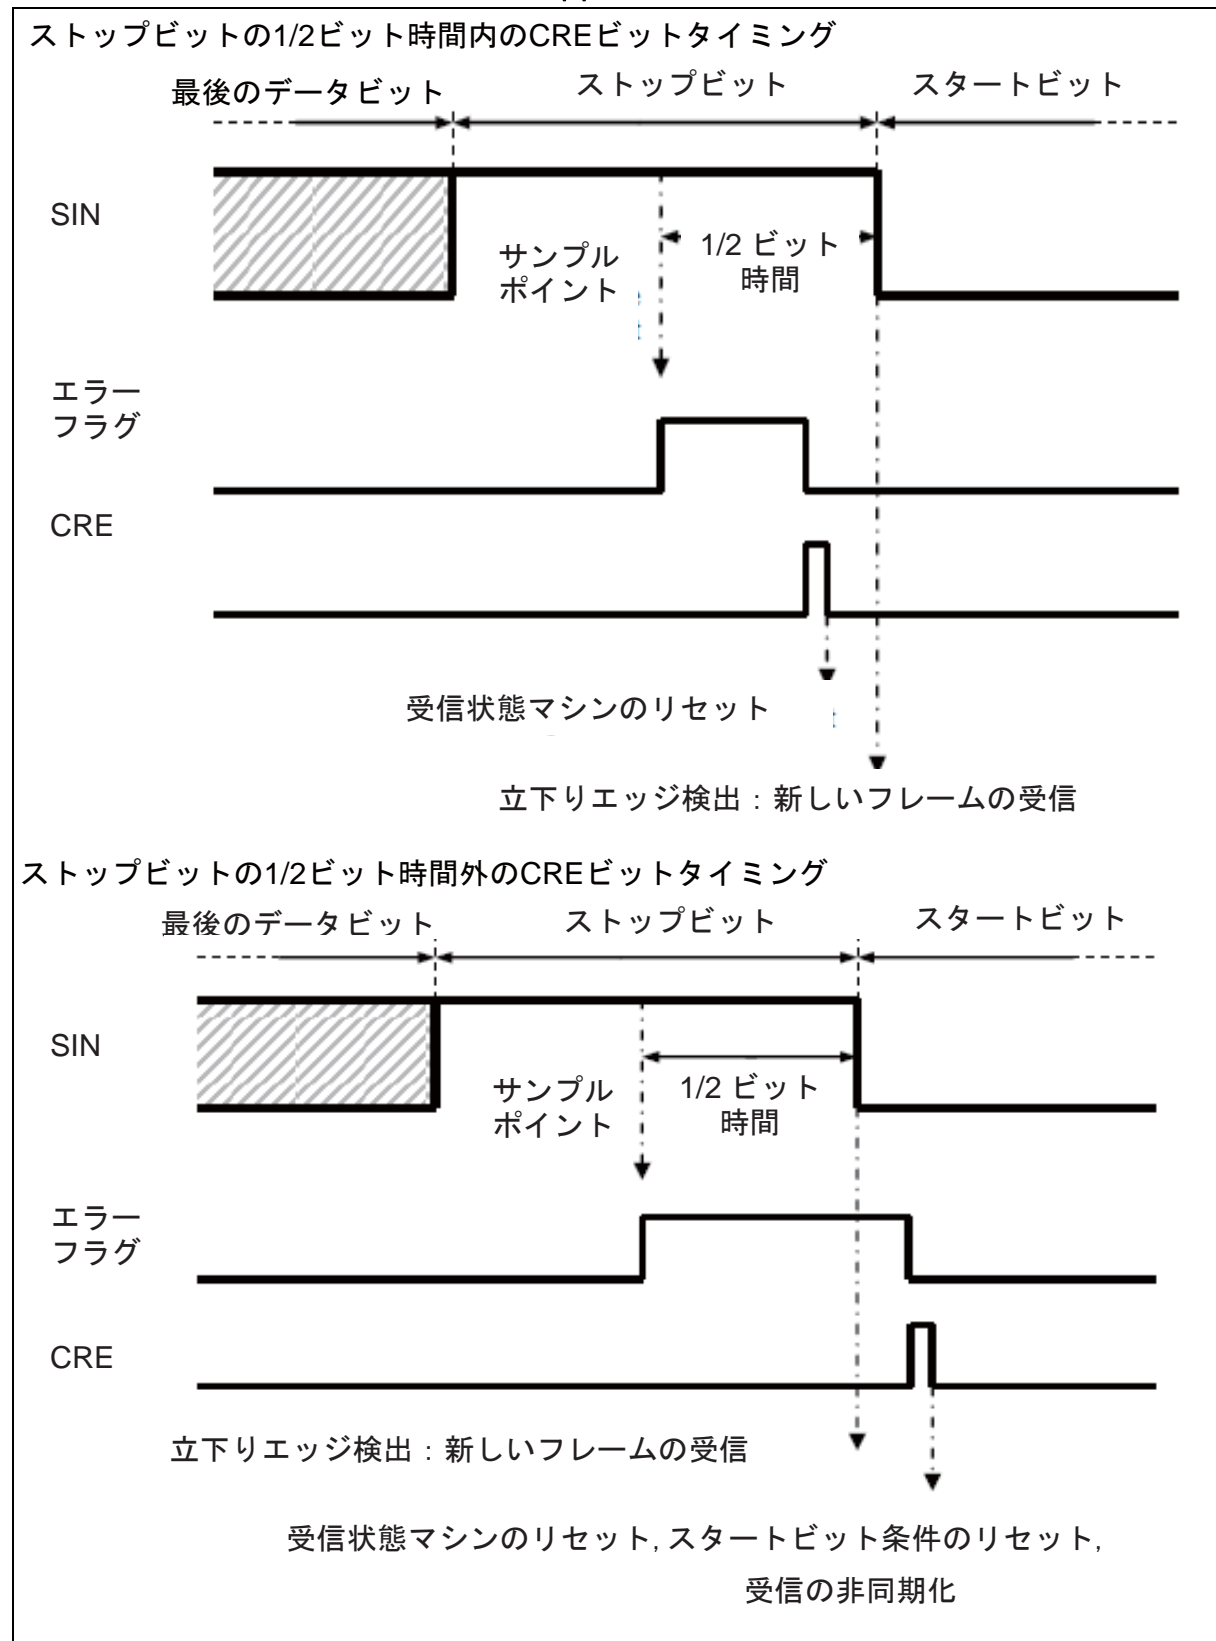 ストップビットの1/2ビット時間内のCREビットタイミング
最後のデータビット
ストップビット
スタートビット
SIN
サンプル
ポイント
1/2 ビット
時間
エラー
フラグ
CRE
受信状態マシンのリセット
立下りエッジ検出:新しいフレームの受信
ストップビットの1/2ビット時間外のCREビットタイミング
最後のデータビット
ストップビット
スタートビット
SIN
サンプル
ポイント
1/2 ビット
時間
エラー
フラグ
CRE
立下りエッジ検出:新しいフレームの受信
受信状態マシンのリセット, スタートビット条件のリセット,
受信の非同期化